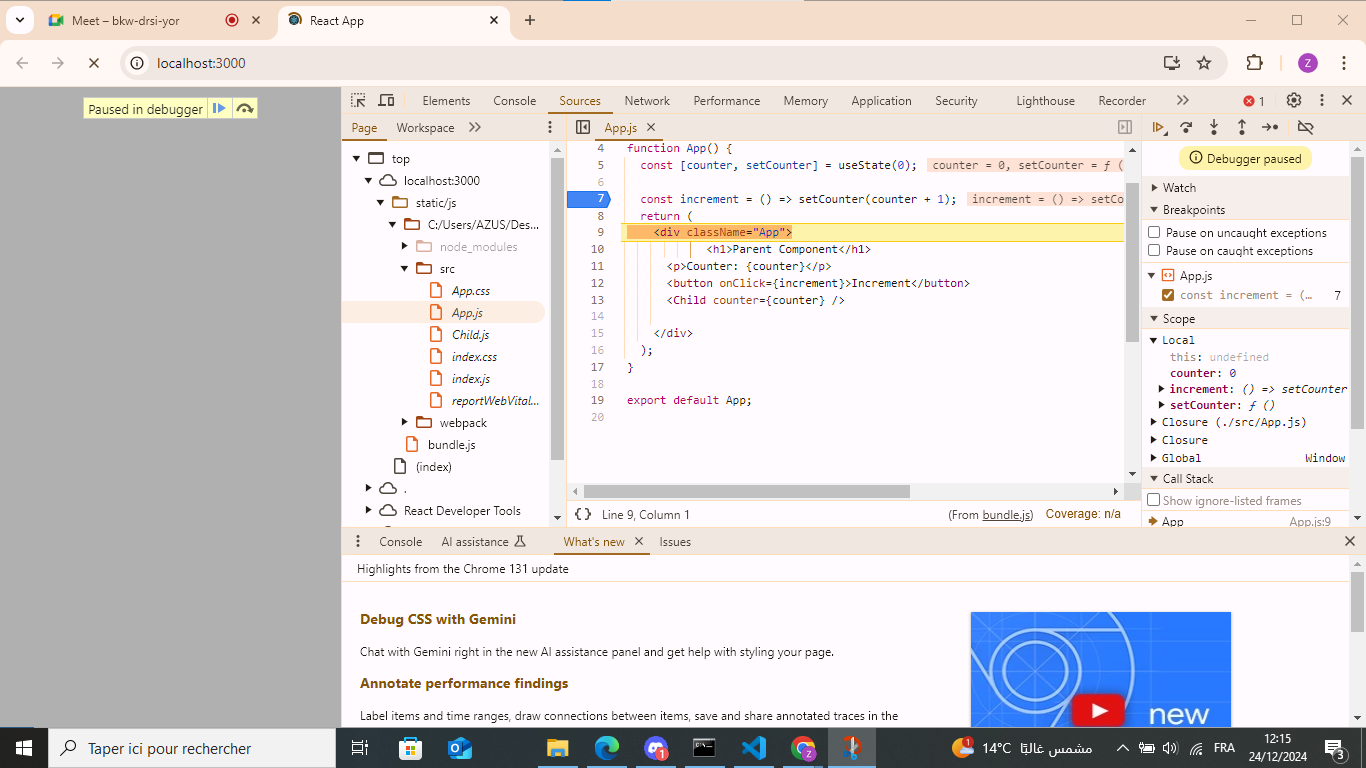 Meet – bkw-drsi-yor
React App
localhost:3000
Z
Paused in debugger
Elements Console Sources Network Performance Memory Application Security Lighthouse Recorder 1
Page Workspace
App.js
top
localhost:3000
static/js
C:/Users/AZUS/Des...
node_modules
src
App.css
App.js
Child.js
index.css
index.js
reportWebVital...
webpack
bundle.js
(index)
.
React Developer Tools
4 function App() {
5 const [counter, setCounter] = useState(0); counter = 0, setCounter = ƒ (
6
7 const increment = () => setCounter(counter + 1); increment = () => setCo
8 return (
9 <div className="App">
10 <h1>Parent Component</h1>
11 <p>Counter: {counter}</p>
12 <button onClick={increment}>Increment</button>
13 <Child counter={counter} />
14
15 </div>
16 );
17 }
18
19 export default App;
20
{} Line 9, Column 1 (From bundle.js) Coverage: n/a
Debugger paused
Watch
Breakpoints
Pause on uncaught exceptions
Pause on caught exceptions
App.js
const increment = (... 7
Scope
Local
this: undefined
counter: 0
increment: () => setCounter
setCounter: ƒ ()
Closure (./src/App.js)
Closure
Global Window
Call Stack
Show ignore-listed frames
App App.js:9
Console AI assistance What's new Issues
Highlights from the Chrome 131 update
Debug CSS with Gemini
Chat with Gemini right in the new AI assistance panel and get help with styling your page.
Annotate performance findings
Label items and time ranges, draw connections between items, save and share annotated traces in the
new
Taper ici pour rechercher
1
Z
1
14°C مشمس غالبًا
FRA
12:15
24/12/2024
3